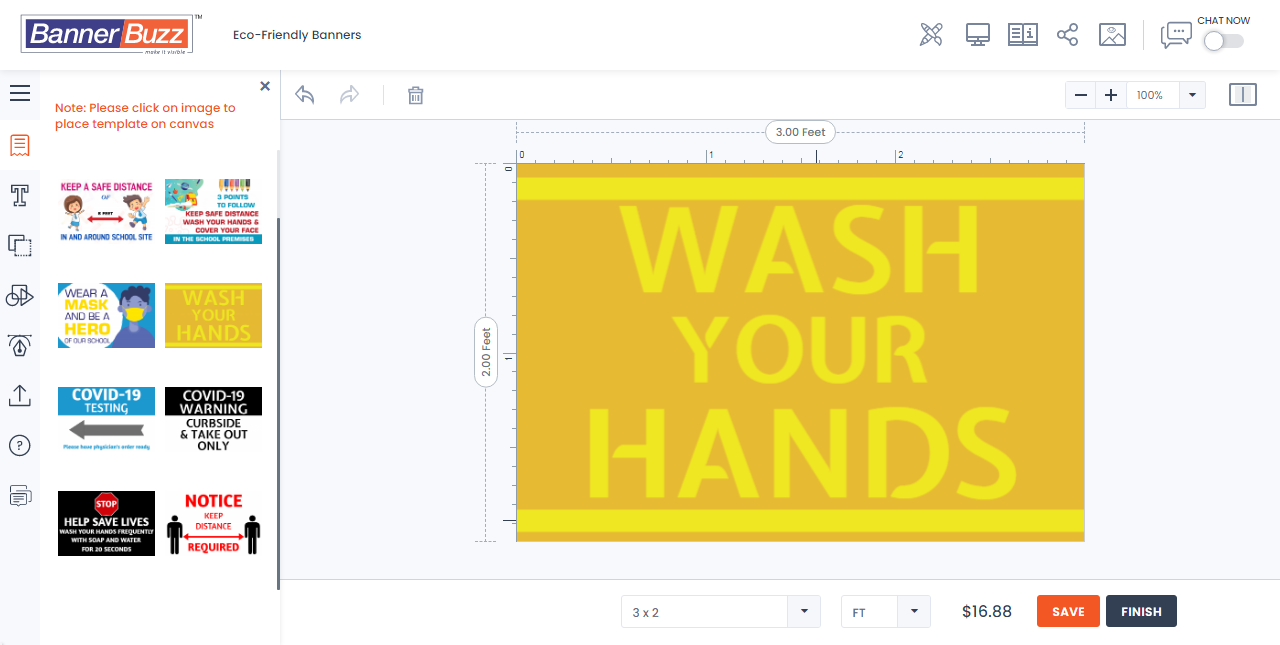 BannerBuzz
TM
make it visible
Eco-Friendly Banners
CHAT NOW
Note: Please click on image to
place template on canvas
100%
3.00 Feet
0
1
2
0
1
2.00 Feet
WASH
YOUR
HANDS
KEEP A SAFE DISTANCE
6 FEET
IN AND AROUND SCHOOL SITE
3 POINTS
TO FOLLOW
KEEP SAFE DISTANCE
WASH YOUR HANDS &
COVER YOUR FACE
IN THE SCHOOL PREMISES
WEAR A
MASK
AND BE A
HERO
OF OUR SCHOOL
WASH
YOUR
HANDS
COVID-19
TESTING
Please have physician's order ready
COVID-19
WARNING
CURBSIDE
& TAKE OUT
ONLY
STOP
HELP SAVE LIVES
WASH YOUR HANDS FREQUENTLY
WITH SOAP AND WATER
FOR 20 SECONDS
NOTICE
KEEP
DISTANCE
REQUIRED
3 x 2
FT
$16.88
SAVE
FINISH